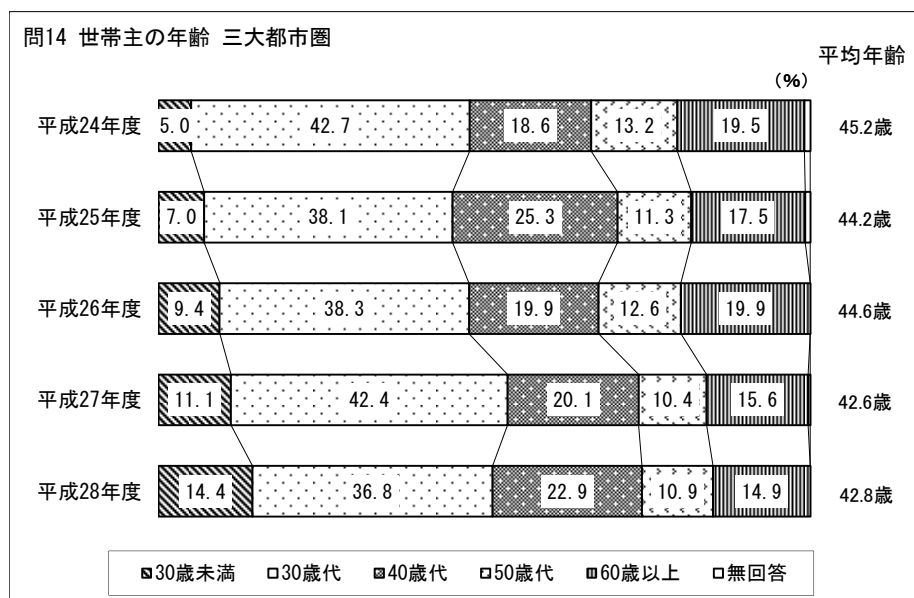 問14 世帯主の年齢 三大都市圏
平均年齢
(%)
平成24年度 5.0 42.7 18.6 13.2 19.5 45.2歳
平成25年度 7.0 38.1 25.3 11.3 17.5 44.2歳
平成26年度 9.4 38.3 19.9 12.6 19.9 44.6歳
平成27年度 11.1 42.4 20.1 10.4 15.6 42.6歳
平成28年度 14.4 36.8 22.9 10.9 14.9 42.8歳
30歳未満 30歳代 40歳代 50歳代 60歳以上 無回答